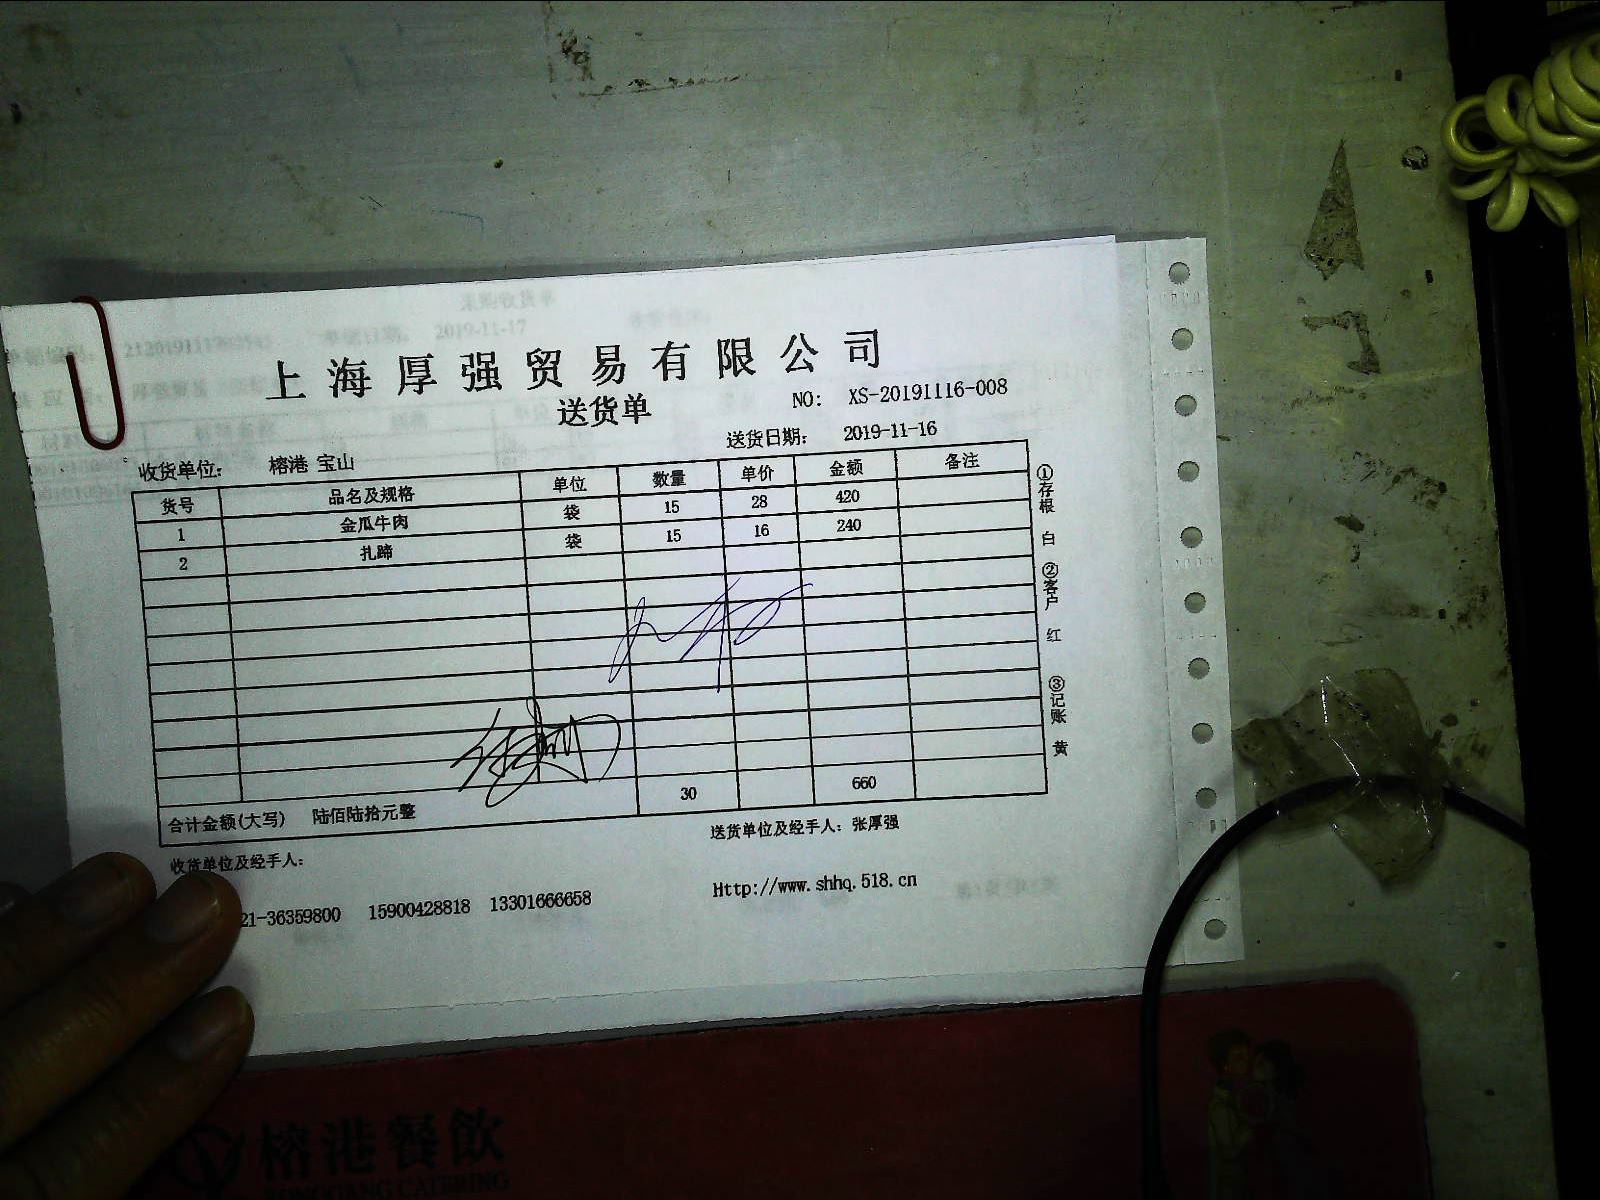 上海厚强贸易有限公司
送货单
NO: XS-20191116-008
送货日期: 2019-11-16
收货单位: 榕港 宝山
货号 品名及规格 单位 数量 单价 金额 备注
1 金瓜牛肉 袋 15 28 420
2 扎蹄 袋 15 16 240
合计金额(大写) 陆佰陆拾元整 30 660
①存根 白 ②客户 红 ③记账 黄
收货单位及经手人:
送货单位及经手人: 张厚强
21-36359800 15900428818 13301666658
Http://www.shhq.518.cn
2019-11-17
榕港餐飲
RONGGANG CATERING